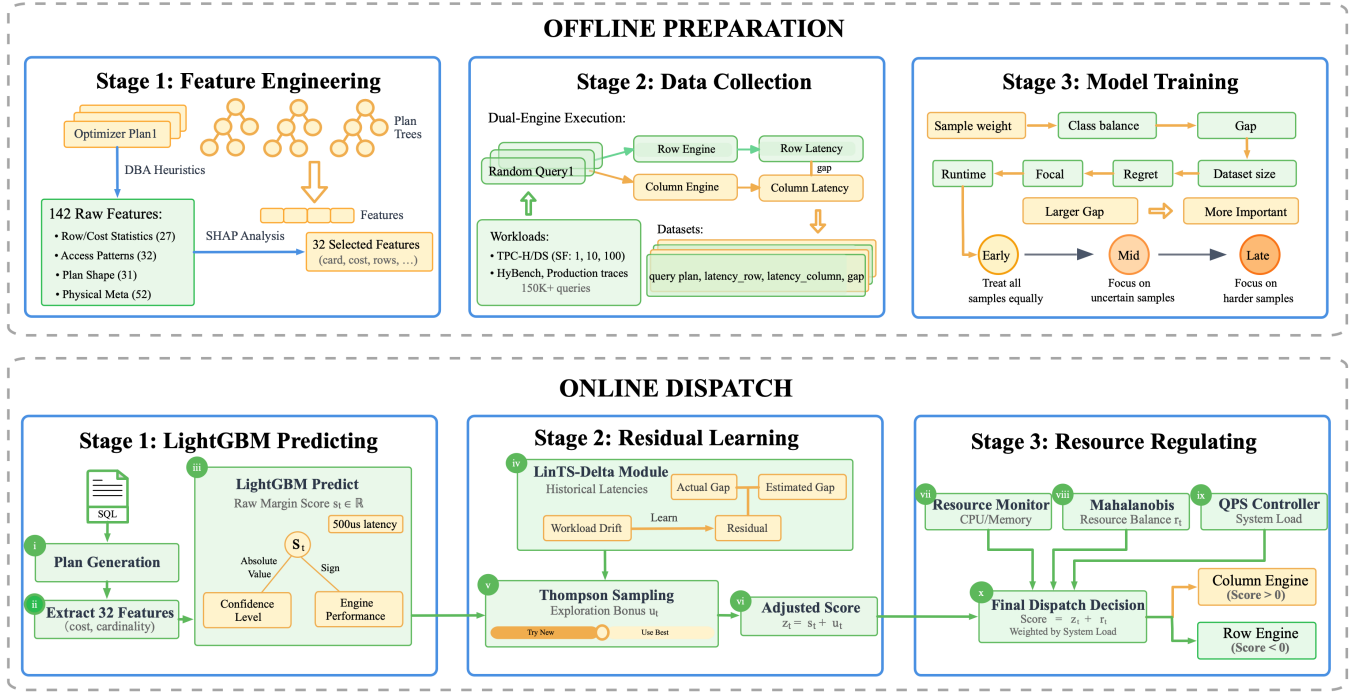 OFFLINE PREPARATION
Stage 1: Feature Engineering
Optimizer Plan1
Plan
Trees
DBA Heuristics
142 Raw Features:
• Row/Cost Statistics (27)
• Access Patterns (32)
• Plan Shape (31)
• Physical Meta (52)
Features
SHAP Analysis
32 Selected Features
(card, cost, rows, …)
Stage 2: Data Collection
Dual-Engine Execution:
Random Query1
Row Engine
Row Latency
gap
Column Engine
Column Latency
Workloads:
• TPC-H/DS (SF: 1, 10, 100)
• HyBench, Production traces
150K+ queries
Datasets:
query plan, latency_row, latency_column, gap
Stage 3: Model Training
Sample weight
Class balance
Gap
Runtime
Focal
Regret
Dataset size
Larger Gap
More Important
Early
Mid
Late
Treat all
samples equally
Focus on
uncertain samples
Focus on
harder samples
ONLINE DISPATCH
Stage 1: LightGBM Predicting
SQL
i
Plan Generation
ii
Extract 32 Features
(cost, cardinality)
iii
LightGBM Predict
Raw Margin Score sₜ ∈ ℝ
500us latency
Sₜ
Absolute
Value
Sign
Confidence
Level
Engine
Performance
Stage 2: Residual Learning
iv
LinTS-Delta Module
Historical Latencies
Actual Gap
Estimated Gap
Workload Drift
Learn
Residual
v
Thompson Sampling
Exploration Bonus uₜ
Try New
Use Best
vi
Adjusted Score
zₜ = sₜ + uₜ
Stage 3: Resource Regulating
vii
Resource Monitor
CPU/Memory
viii
Mahalanobis
Resource Balance rₜ
ix
QPS Controller
System Load
x
Final Dispatch Decision
Score = zₜ + rₜ
Weighted by System Load
Column Engine
(Score > 0)
Row Engine
(Score < 0)